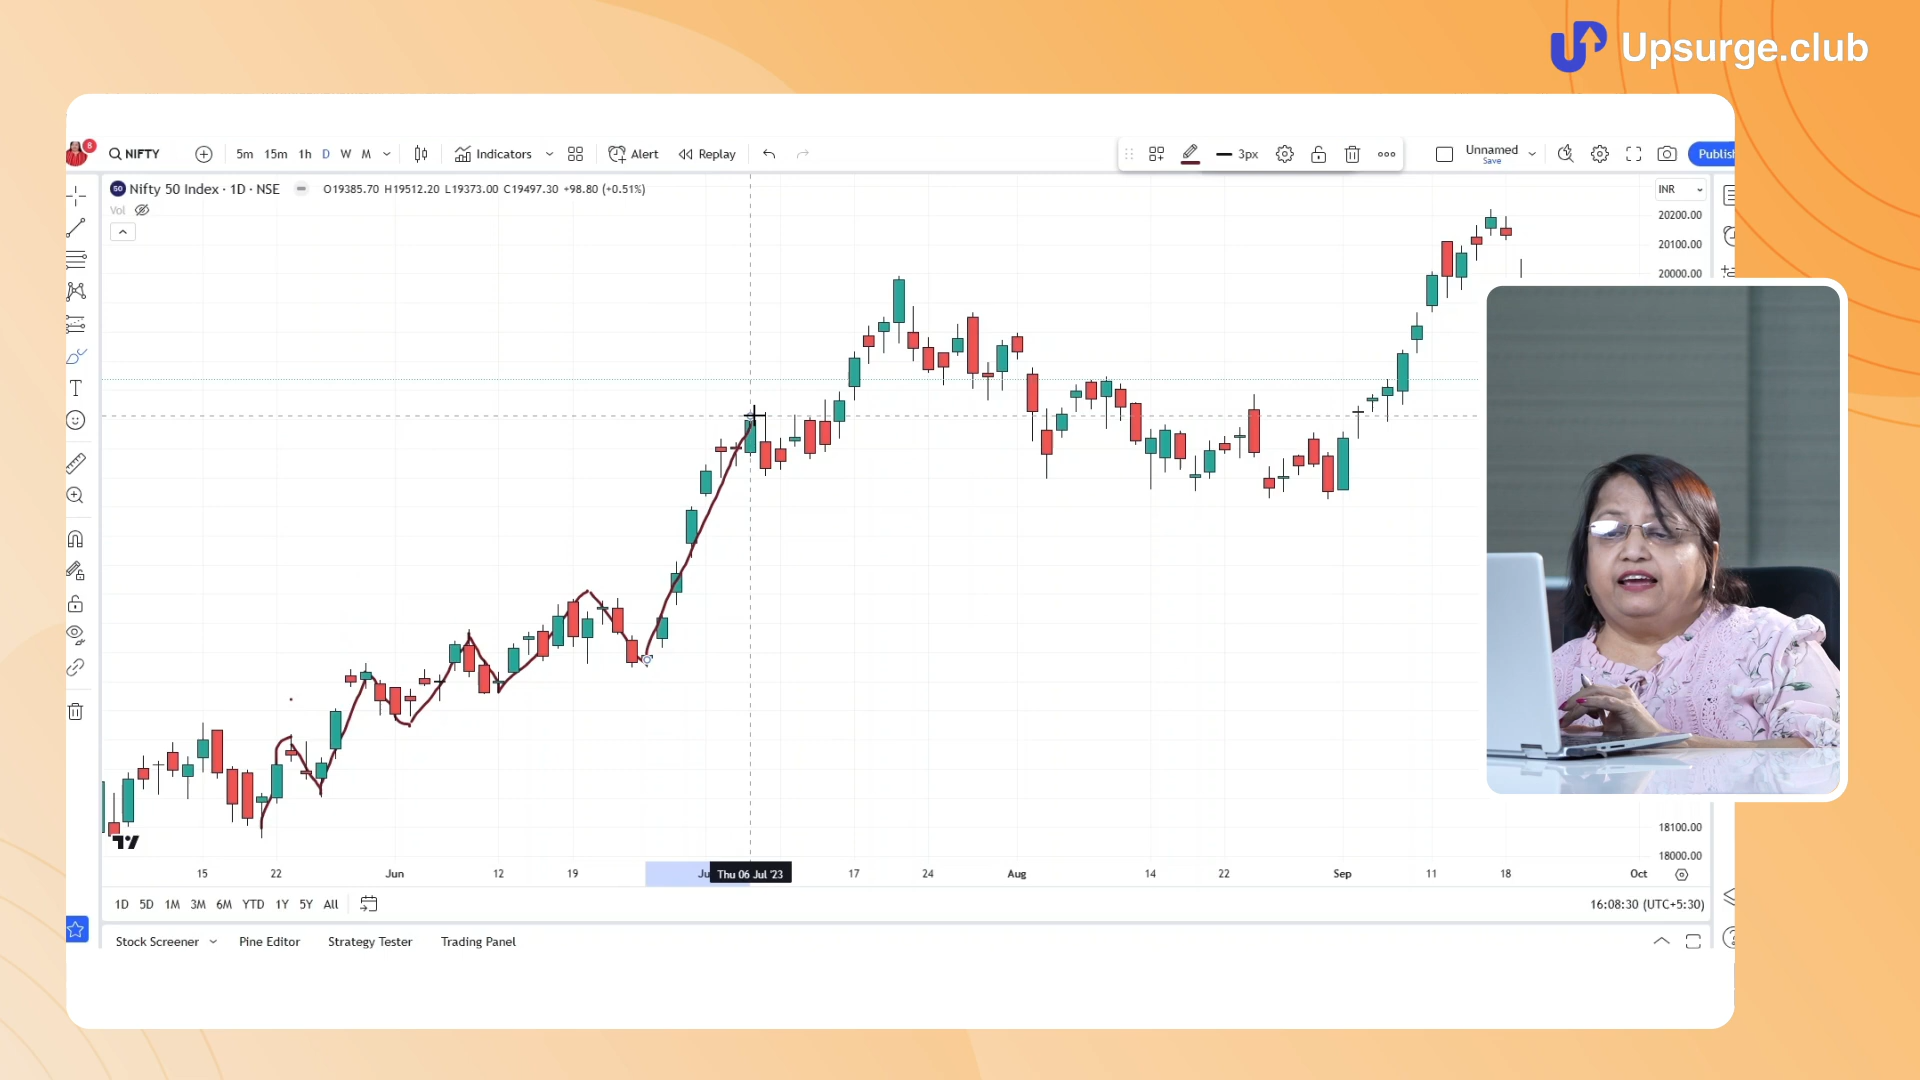 Upsurge.club
8
NIFTY
5m 15m 1h D W M
Indicators
Alert
Replay
3px
Unnamed
Save
Publish
50 Nifty 50 Index · 1D · NSE O19385.70 H19512.20 L19373.00 C19497.30 +98.80 (+0.51%)
INR
Vol
20200.00
20100.00
20000.00
18100.00
18000.00
15 22 Jun 12 19 Thu 06 Jul '23 17 24 Aug 14 22 Sep 11 18 Oct
1D 5D 1M 3M 6M YTD 1Y 5Y All
16:08:30 (UTC+5:30)
Stock Screener Pine Editor Strategy Tester Trading Panel